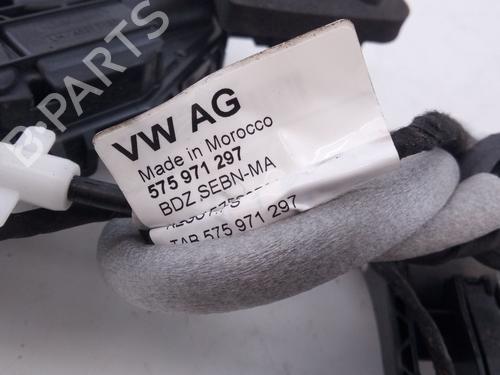 VW AG
Made in Morocco
575 971 297
BDZ SEBN-MA
TAB 575 971 297
B-PARTS